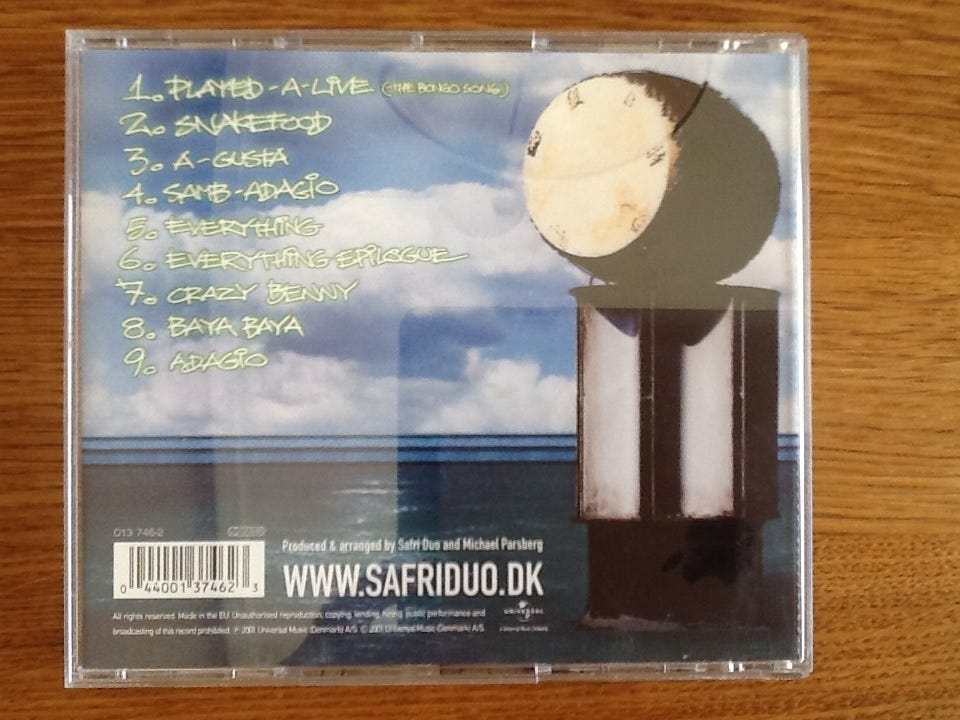 1. PLAYED-A-LIVE (THE BONGO SONG)
2. SNAKEFOOD
3. A-GUSTA
4. SAMB-ADAGIO
5. EVERYTHING
6. EVERYTHING EPILOGUE
7. CRAZY BENNY
8. BAYA BAYA
9. ADAGIO
013 746-2
Produced & arranged by Safri Duo and Michael Parsberg
WWW.SAFRIDUO.DK
0 44001 37462 3
UNIVERSAL
All rights reserved. Made in the EU. Unauthorised reproduction, copying, lending, hiring, public performance and
broadcasting of this record prohibited. ℗ 2001 Universal Music (Denmark) A/S. © 2001 Universal Music (Denmark) A/S.